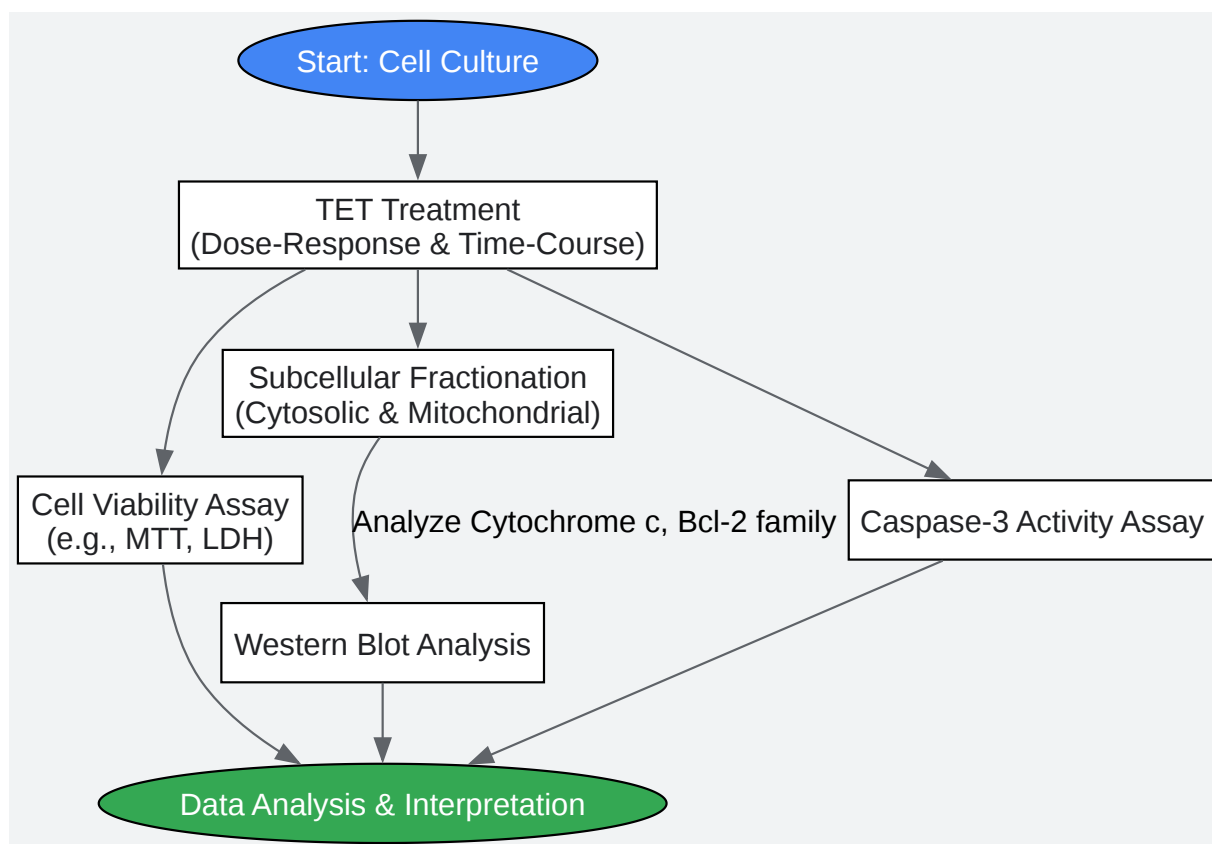 Start: Cell Culture
TET Treatment
(Dose-Response & Time-Course)
Subcellular Fractionation
(Cytosolic & Mitochondrial)
Cell Viability Assay
(e.g., MTT, LDH)
Analyze Cytochrome c, Bcl-2 family
Caspase-3 Activity Assay
Western Blot Analysis
Data Analysis & Interpretation